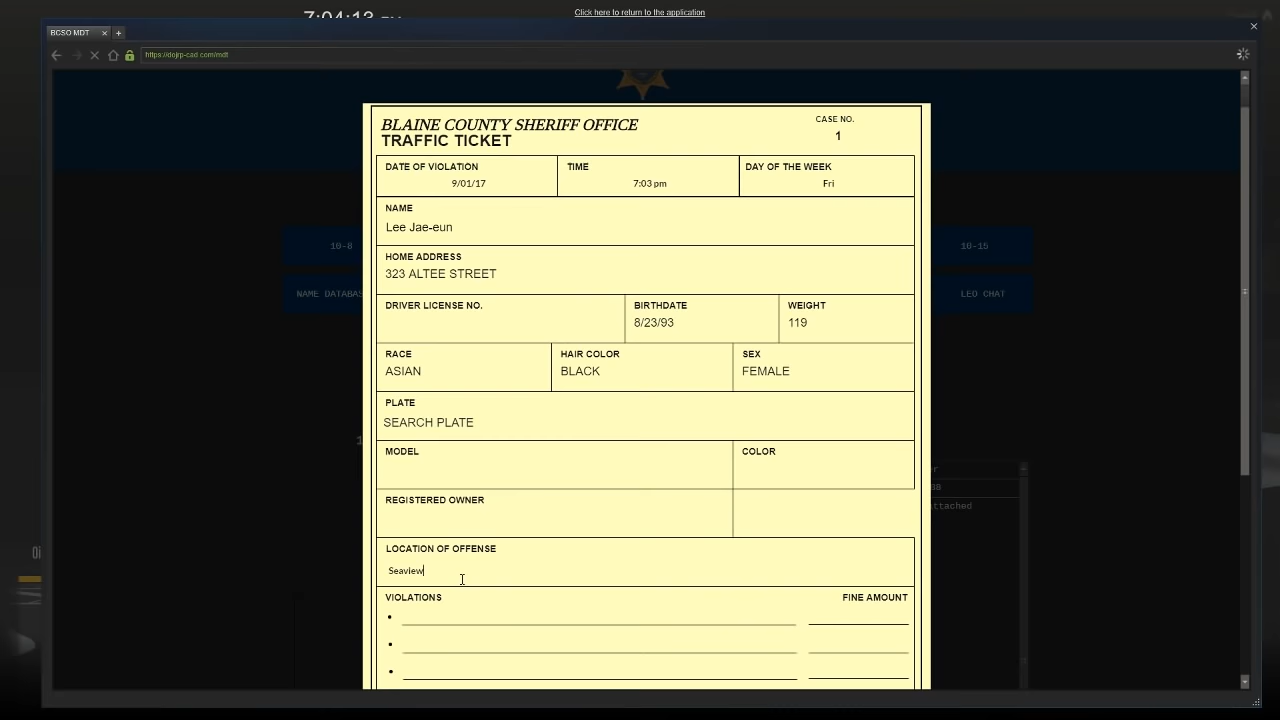 Click here to return to the application
BCSO MDT
https://dojrp-cad.com/mdt
BLAINE COUNTY SHERIFF OFFICE
TRAFFIC TICKET
CASE NO.
1
DATE OF VIOLATION
9/01/17
TIME
7:03 pm
DAY OF THE WEEK
Fri
NAME
Lee Jae-eun
HOME ADDRESS
323 ALTEE STREET
DRIVER LICENSE NO.
BIRTHDATE
8/23/93
WEIGHT
119
10-8
10-15
NAME DATABAS
LEO CHAT
RACE
ASIAN
HAIR COLOR
BLACK
SEX
FEMALE
PLATE
SEARCH PLATE
MODEL
COLOR
REGISTERED OWNER
ttached
LOCATION OF OFFENSE
Seaview
VIOLATIONS
FINE AMOUNT